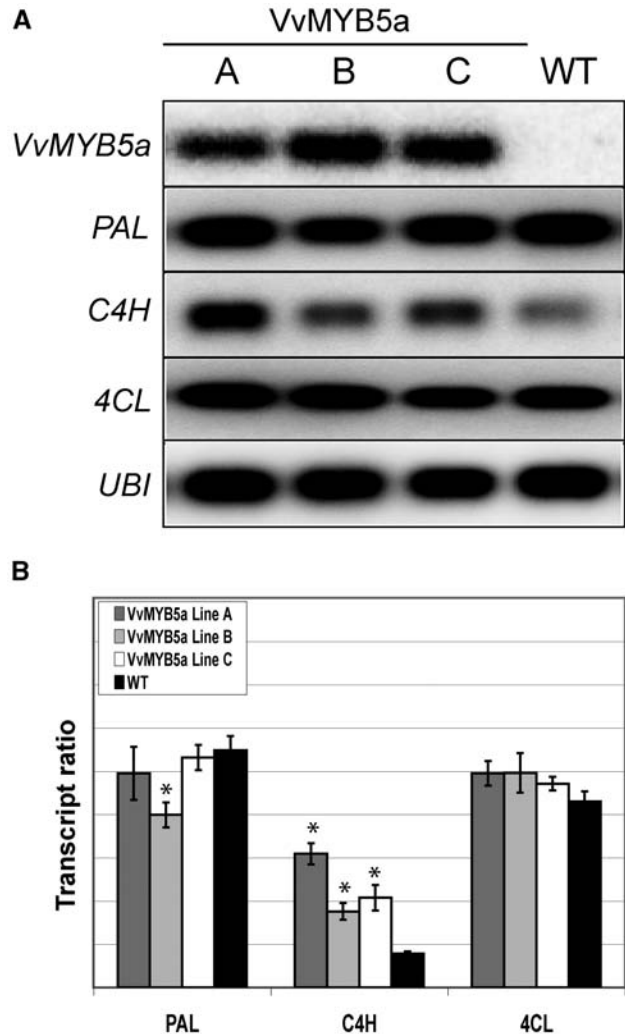 A
VvMYB5a
A B C WT
VvMYB5a
PAL
C4H
4CL
UBI
B
VvMYB5a Line A
VvMYB5a Line B
VvMYB5a Line C
WT
Transcript ratio
*
*
*
*
PAL C4H 4CL